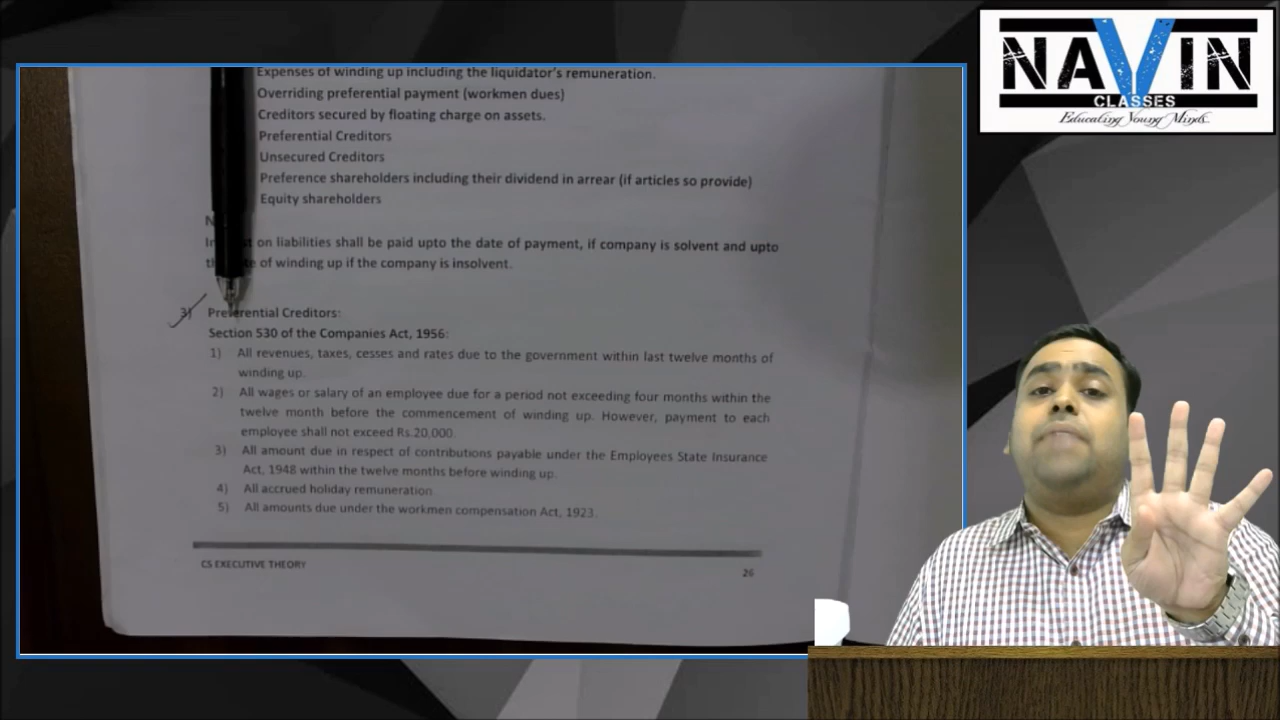 Expenses of winding up including the liquidator's remuneration.
Overriding preferential payment (workmen dues)
Creditors secured by floating charge on assets.
Preferential Creditors
Unsecured Creditors
Preference shareholders including their dividend in arrear (if articles so provide)
Equity shareholders
on liabilities shall be paid upto the date of payment, if company is solvent and upto
of winding up if the company is insolvent.
3) Preferential Creditors:
Section 530 of the Companies Act, 1956:
1) All revenues, taxes, cesses and rates due to the government within last twelve months of
winding up.
2) All wages or salary of an employee due for a period not exceeding four months within the
twelve month before the commencement of winding up. However, payment to each
employee shall not exceed Rs.20,000.
3) All amount due in respect of contributions payable under the Employees State Insurance
Act, 1948 within the twelve months before winding up.
4) All accrued holiday remuneration
5) All amounts due under the workmen compensation Act, 1923.
CS EXECUTIVE THEORY
26
NAVIN
CLASSES
Educating Young Minds..